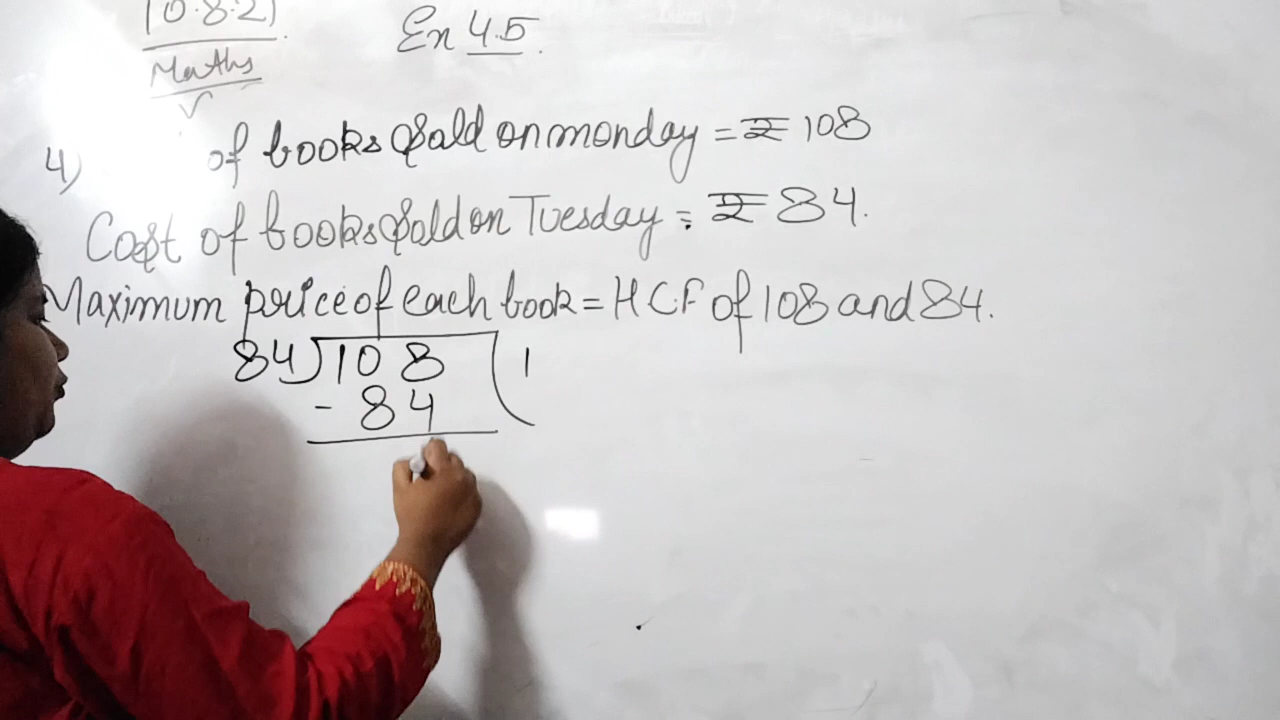 10.8.21
Maths
Ex 4.5.
4) of books Sold on monday = ₹ 108
Cost of books Sold on Tuesday = ₹ 84.
Maximum price of each book = H C F of 108 and 84.
84)108(1
- 84